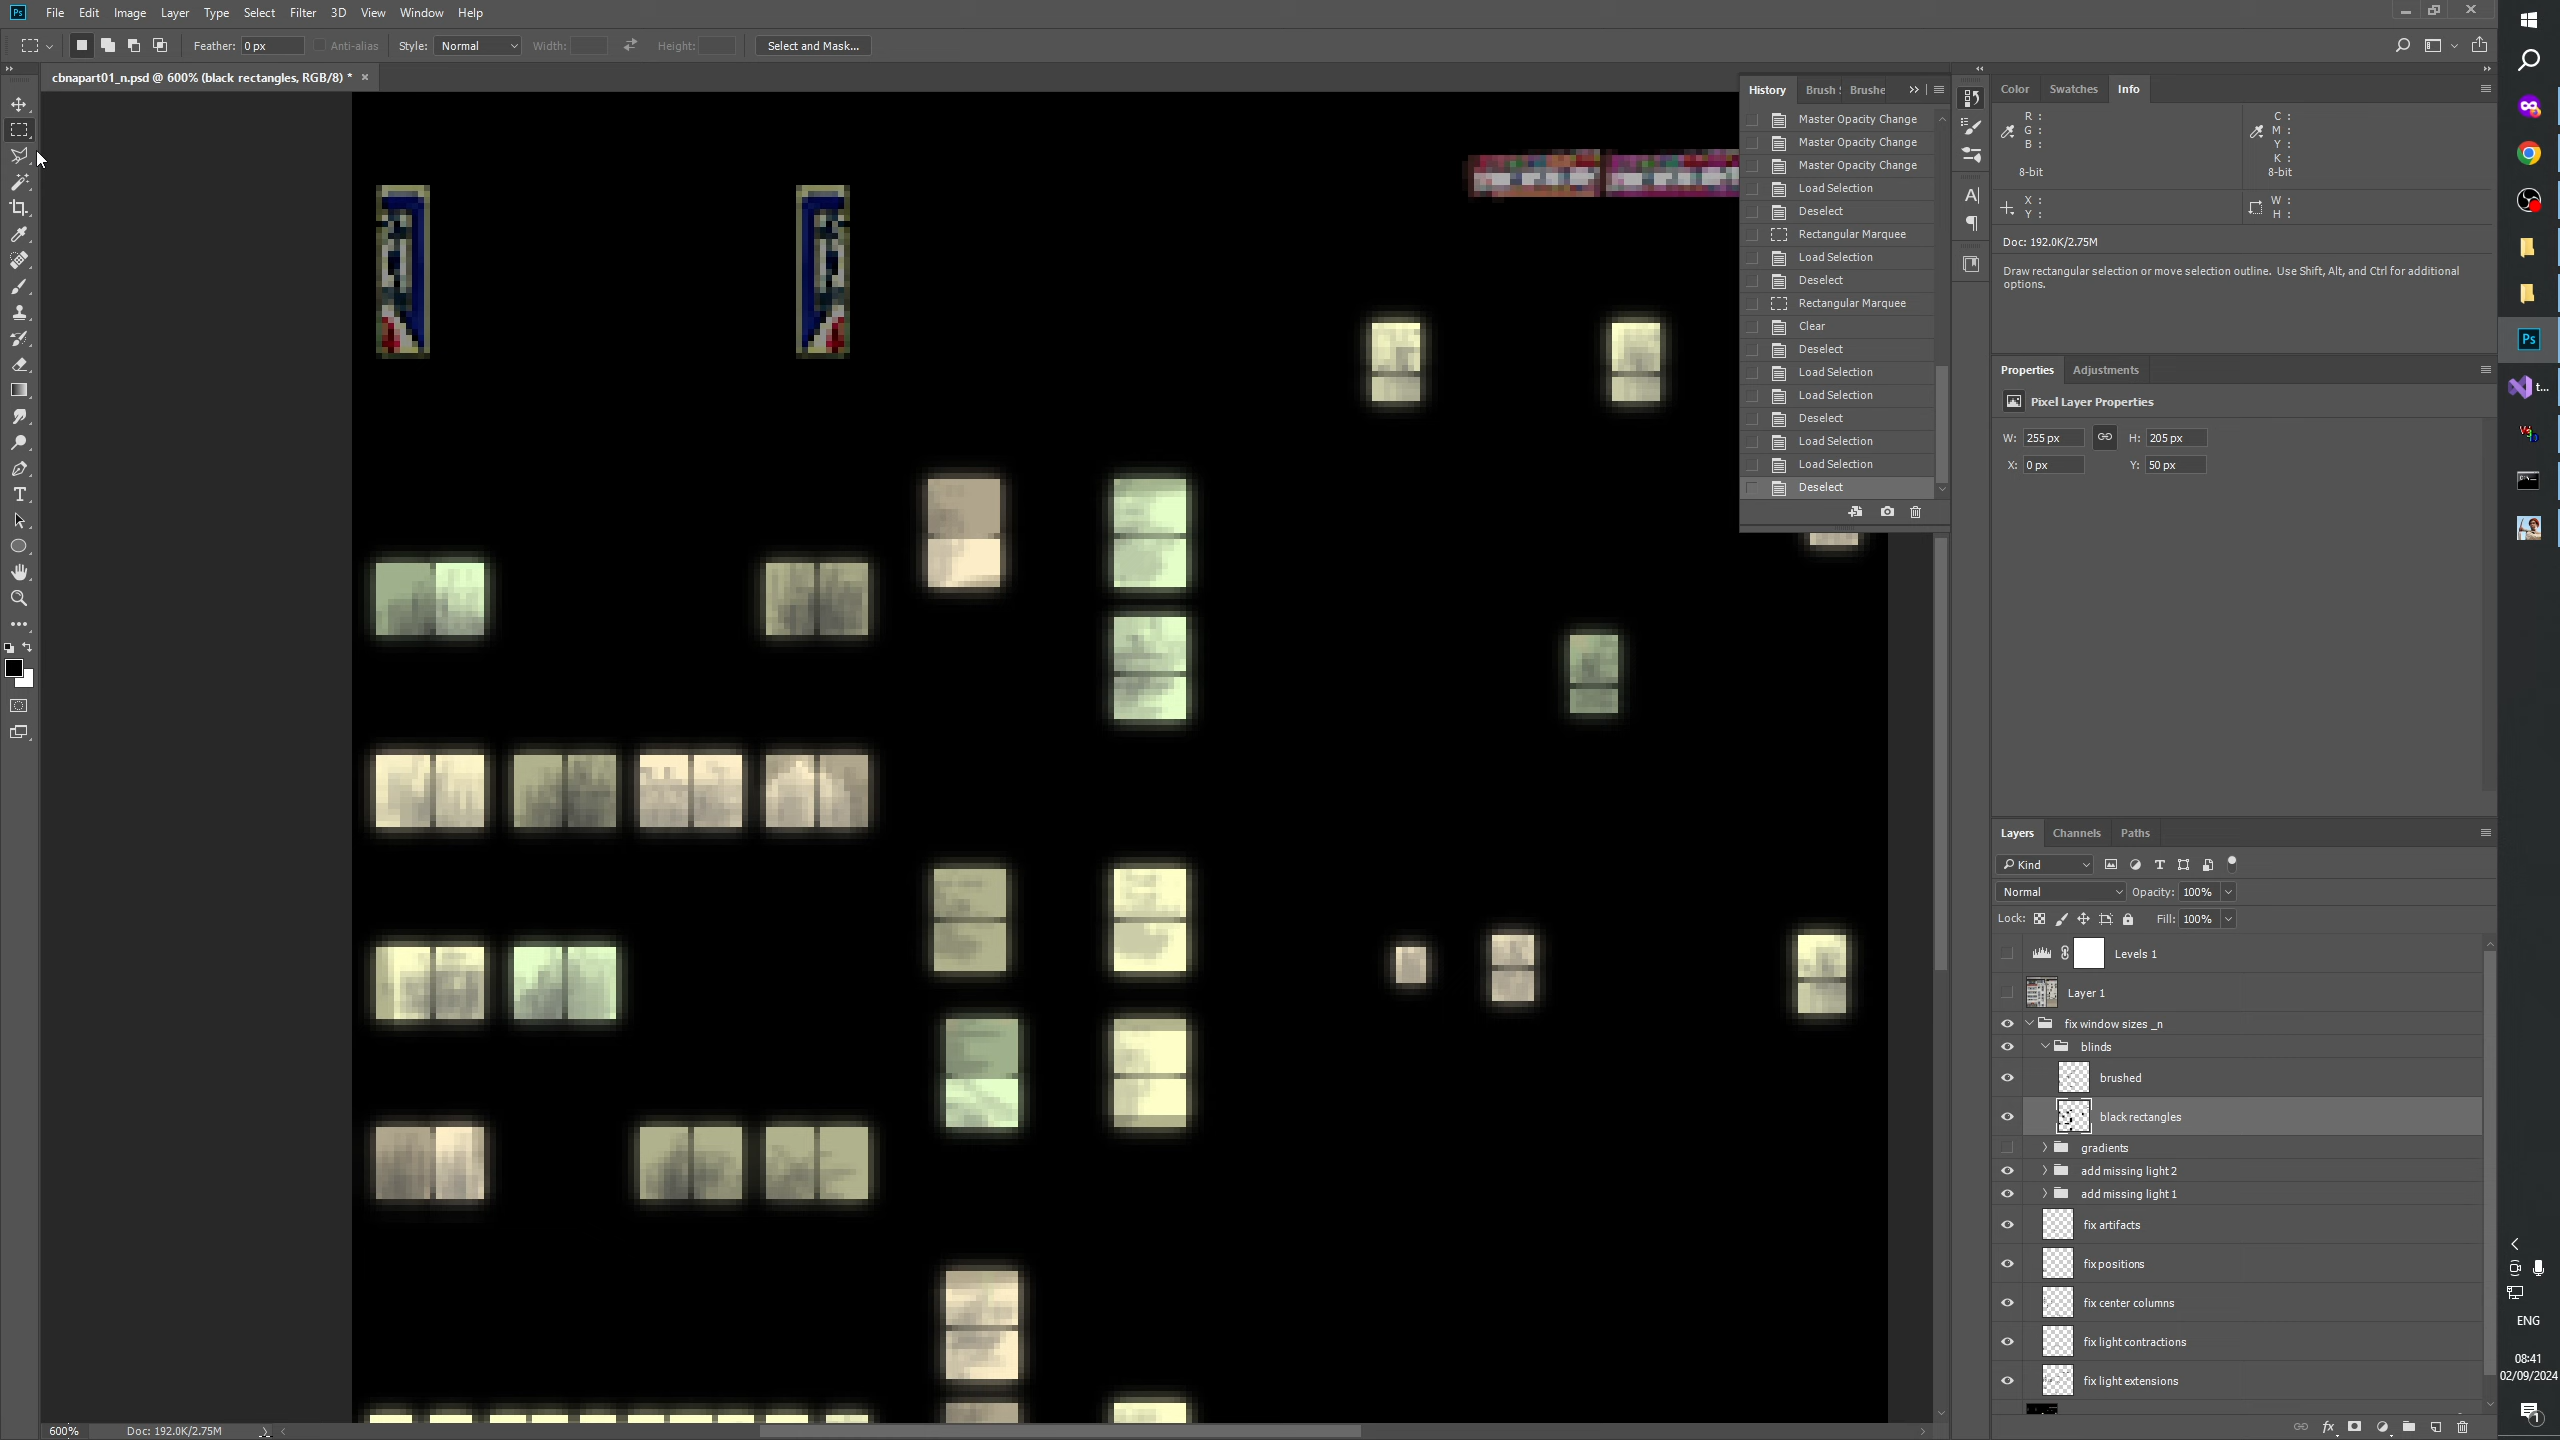 File Edit Image Layer Type Select Filter 3D View Window Help
Feather: 0 px Anti-alias Style: Normal Width: Height: Select and Mask...
cbnapart01_n.psd @ 600% (black rectangles, RGB/8) *
History Brush Brushe
Master Opacity Change
Master Opacity Change
Master Opacity Change
Load Selection
Deselect
Rectangular Marquee
Load Selection
Deselect
Rectangular Marquee
Clear
Deselect
Load Selection
Load Selection
Deselect
Load Selection
Load Selection
Deselect
Color Swatches Info
R : C :
G : M :
B : Y :
K :
8-bit 8-bit
X : W :
Y : H :
Doc: 192.0K/2.75M
Draw rectangular selection or move selection outline. Use Shift, Alt, and Ctrl for additional
options.
Properties Adjustments
Pixel Layer Properties
W: 255 px H: 205 px
X: 0 px Y: 50 px
Layers Channels Paths
Kind
Normal Opacity: 100%
Lock: Fill: 100%
Levels 1
Layer 1
fix window sizes _n
blinds
brushed
black rectangles
gradients
add missing light 2
add missing light 1
fix artifacts
fix positions
fix center columns
fix light contractions
fix light extensions
600% Doc: 192.0K/2.75M
Ps
Ps
t...
ENG
08:41
02/09/2024
1